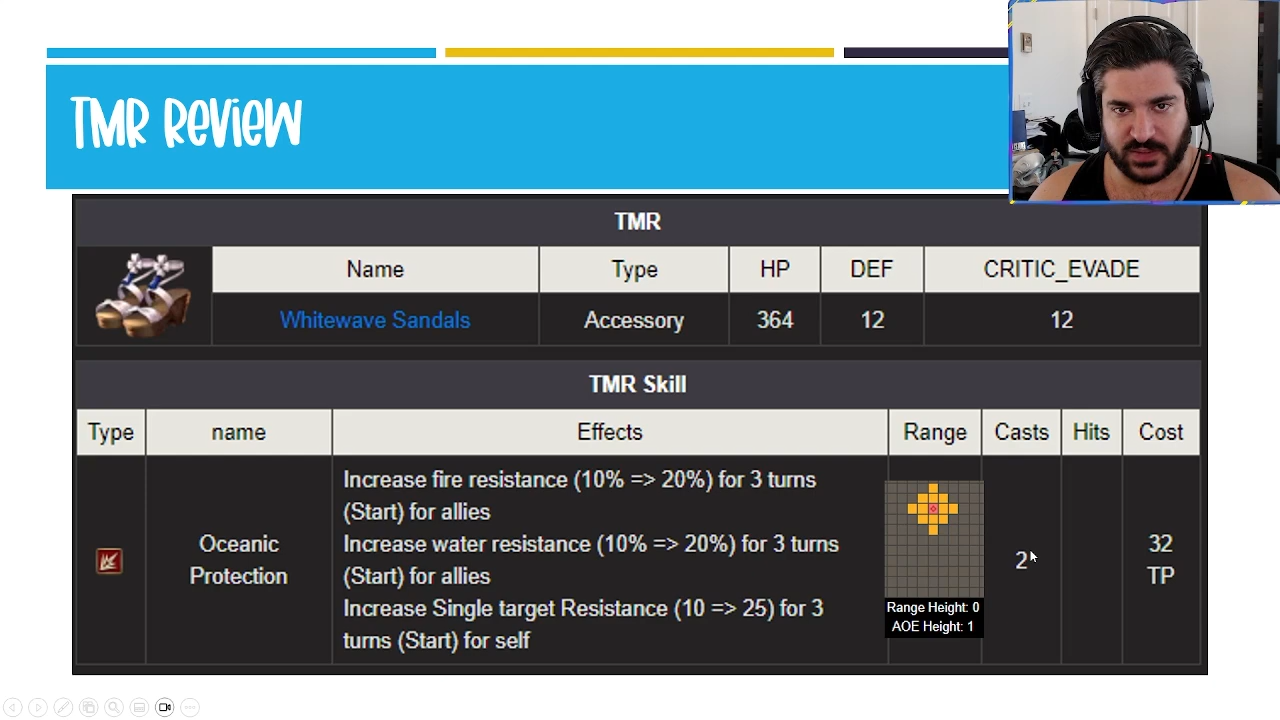 TMR Review
TMR
Name Type HP DEF CRITIC_EVADE
Whitewave Sandals Accessory 364 12 12
TMR Skill
Type name Effects Range Casts Hits Cost
Increase fire resistance (10% => 20%) for 3 turns
(Start) for allies
Increase water resistance (10% => 20%) for 3 turns
(Start) for allies
Increase Single target Resistance (10 => 25) for 3
turns (Start) for self
Oceanic
Protection
Range Height: 0
AOE Height: 1
2
32
TP